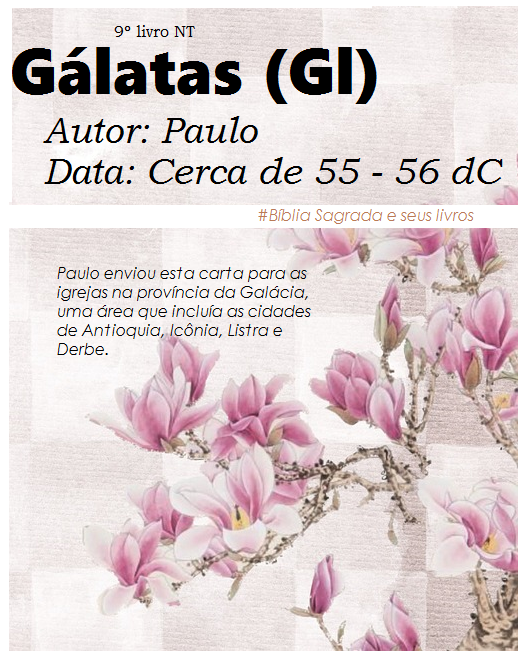 9° livro NT
Gálatas (Gl)
Autor: Paulo
Data: Cerca de 55 - 56 dC
#Bíblia Sagrada e seus livros
Paulo enviou esta carta para as
igrejas na província da Galácia,
uma área que incluía as cidades
de Antioquia, Icônia, Listra e
Derbe.